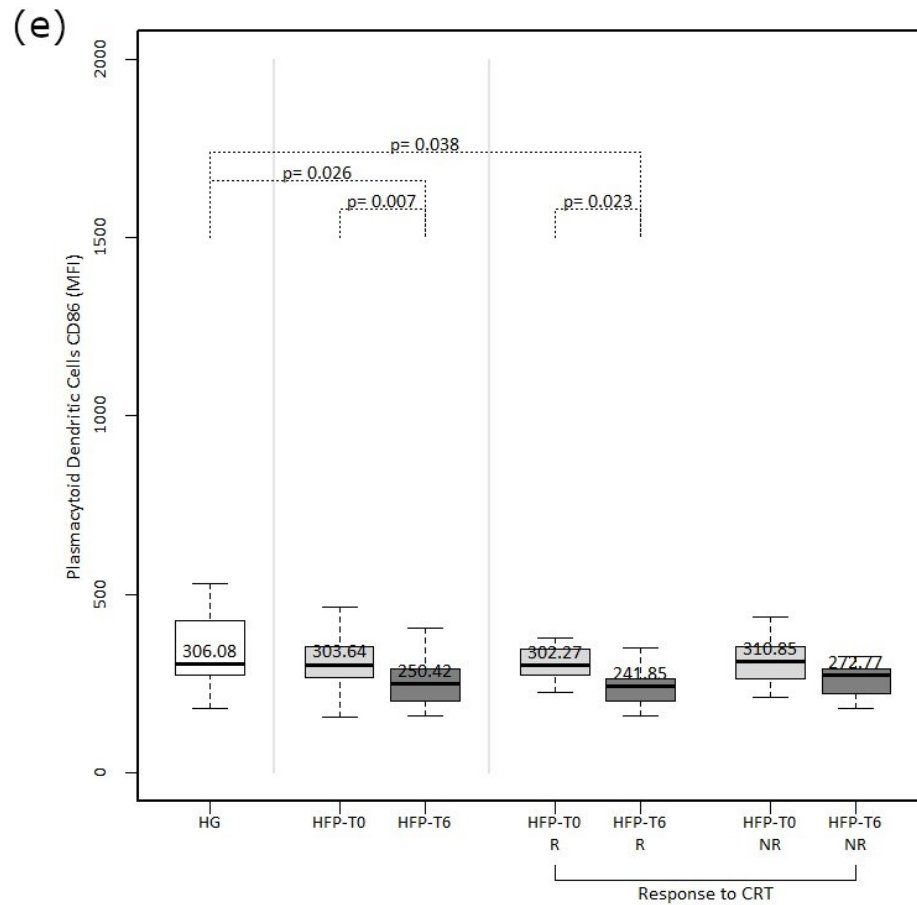 (e)
Plasmacytoid Dendritic Cells CD86 (MFI)
2000
1500
1000
500
0
p= 0.038
p= 0.026
p= 0.007
p= 0.023
306.08
303.64
250.42
302.27
241.85
310.85
272.77
HG
HFP-T0
HFP-T6
HFP-T0
R
HFP-T6
R
HFP-T0
NR
HFP-T6
NR
Response to CRT